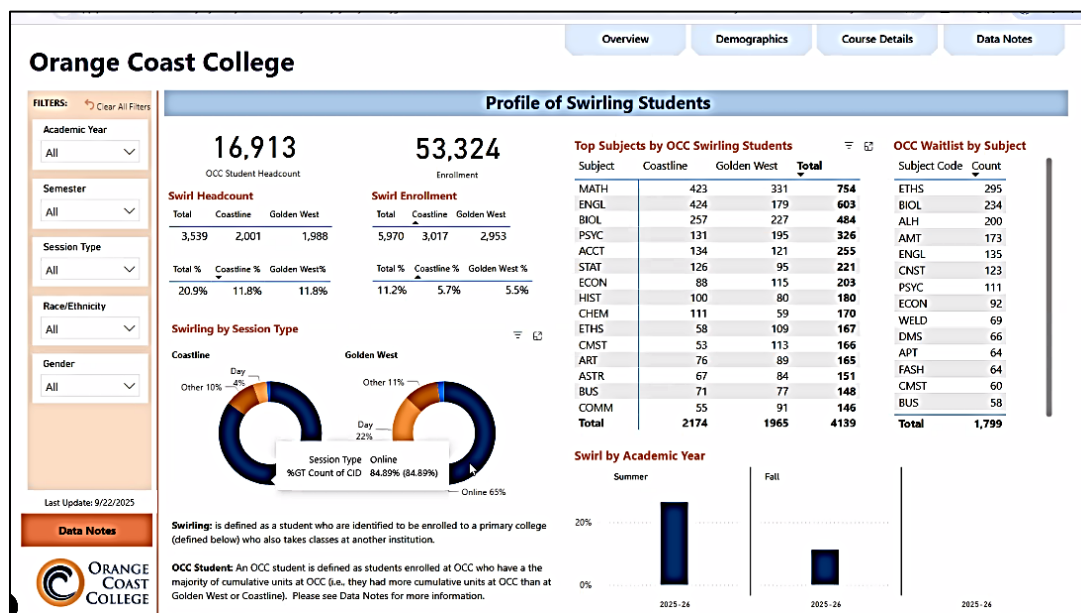 Overview Demographics Course Details Data Notes
Orange Coast College
FILTERS: Clear All Filters
Academic Year
All
Semester
All
Session Type
All
Race/Ethnicity
All
Gender
All
Last Update: 9/22/2025
Data Notes
ORANGE
COAST
COLLEGE
Profile of Swirling Students
16,913
OCC Student Headcount
53,324
Enrollment
Swirl Headcount
Total Coastline Golden West
3,539 2,001 1,988
Total % Coastline % Golden West%
20.9% 11.8% 11.8%
Swirl Enrollment
Total Coastline Golden West
5,970 3,017 2,953
Total % Coastline % Golden West %
11.2% 5.7% 5.5%
Swirling by Session Type
Coastline
Day
4%
Other 10%
Golden West
Other 11%
Day
22%
Online 65%
Session Type Online
%GT Count of CID 84.89% (84.89%)
Swirling: is defined as a student who are identified to be enrolled to a primary college
(defined below) who also takes classes at another institution.
OCC Student: An OCC student is defined as students enrolled at OCC who have a
majority of cumulative units at OCC (i.e., they had more cumulative units at OCC than at
Golden West or Coastline). Please see Data Notes for more information.
Top Subjects by OCC Swirling Students
Subject Coastline Golden West Total
MATH 423 331 754
ENGL 424 179 603
BIOL 257 227 484
PSYC 131 195 326
ACCT 134 121 255
STAT 126 95 221
ECON 88 115 203
HIST 100 80 180
CHEM 111 59 170
ETHS 58 109 167
CMST 53 113 166
ART 76 89 165
ASTR 67 84 151
BUS 71 77 148
COMM 55 91 146
Total 2174 1965 4139
OCC Waitlist by Subject
Subject Code Count
ETHS 295
BIOL 234
ALH 200
AMT 173
ENGL 135
CNST 123
PSYC 111
ECON 92
WELD 69
DMS 66
APT 64
FASH 64
CMST 60
BUS 58
Total 1,799
Swirl by Academic Year
Summer Fall
20%
0%
2025-26 2025-26 2025-26